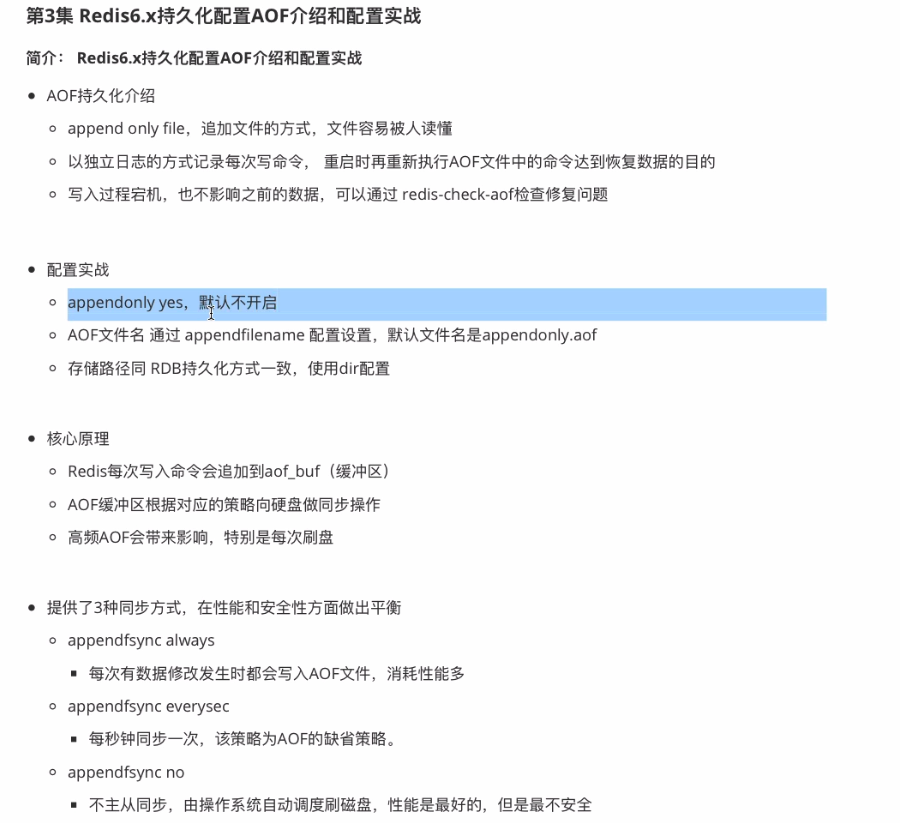 第3集 Redis6.x持久化配置AOF介绍和配置实战
简介： Redis6.x持久化配置AOF介绍和配置实战
AOF持久化介绍
append only file，追加文件的方式，文件容易被人读懂
以独立日志的方式记录每次写命令， 重启时再重新执行AOF文件中的命令达到恢复数据的目的
写入过程宕机，也不影响之前的数据，可以通过 redis-check-aof检查修复问题
配置实战
appendonly yes，默认不开启
AOF文件名 通过 appendfilename 配置设置，默认文件名是appendonly.aof
存储路径同 RDB持久化方式一致，使用dir配置
核心原理
Redis每次写入命令会追加到aof_buf（缓冲区）
AOF缓冲区根据对应的策略向硬盘做同步操作
高频AOF会带来影响，特别是每次刷盘
提供了3种同步方式，在性能和安全性方面做出平衡
appendfsync always
每次有数据修改发生时都会写入AOF文件，消耗性能多
appendfsync everysec
每秒钟同步一次，该策略为AOF的缺省策略。
appendfsync no
不主从同步，由操作系统自动调度刷磁盘，性能是最好的，但是最不安全